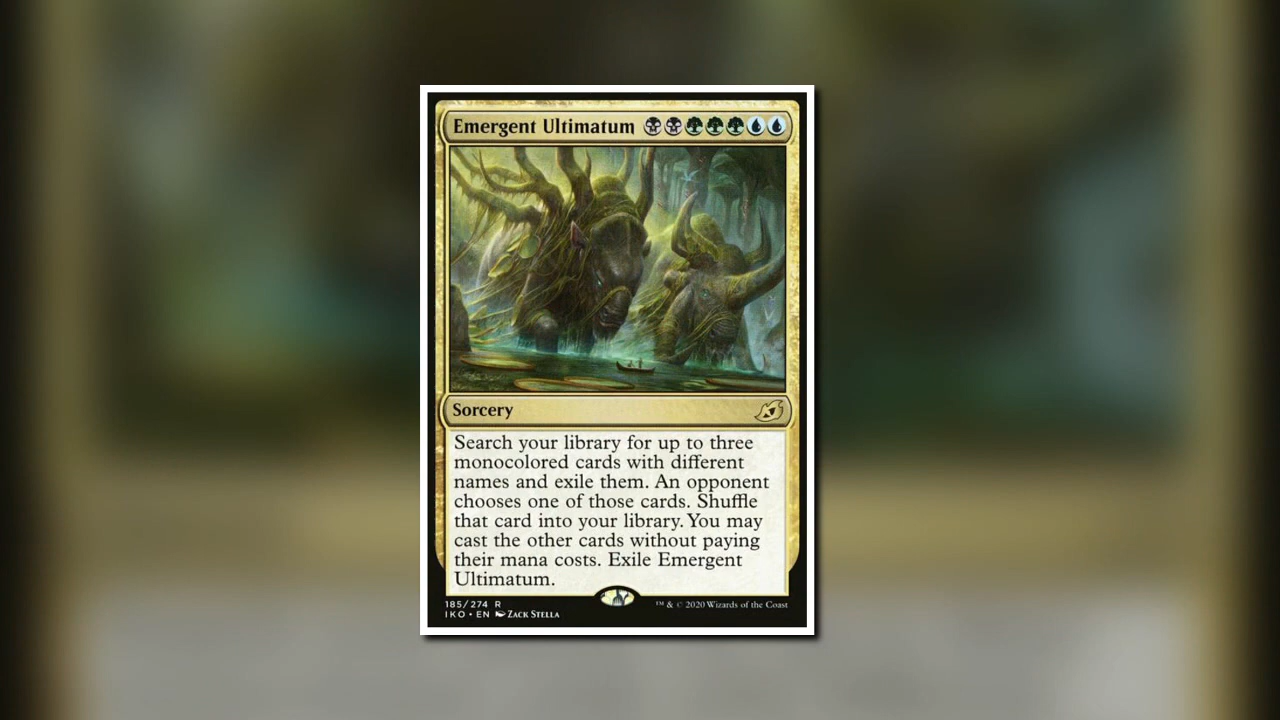 Emergent Ultimatum
Sorcery
Search your library for up to three
monocolored cards with different
names and exile them. An opponent
chooses one of those cards. Shuffle
that card into your library. You may
cast the other cards without paying
their mana costs. Exile Emergent
Ultimatum.
185/274 R
IKO • EN ZACK STELLA
™ & © 2020 Wizards of the Coast